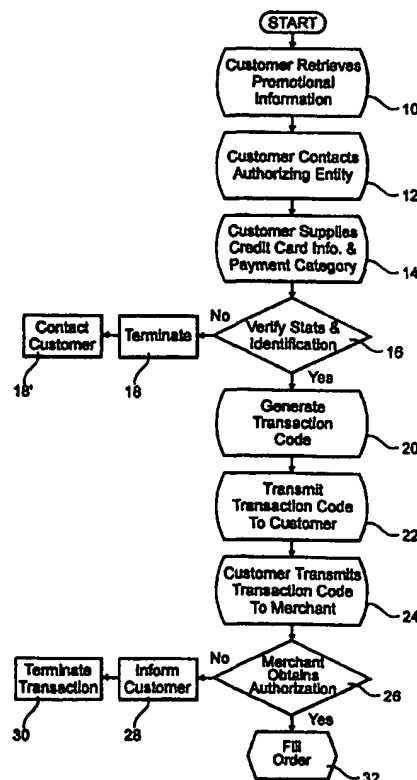 START
Customer Retrieves
Promotional
Information
10
Customer Contacts
Authorizing Entity
12
Customer Supplies
Credit Card Info. &
Payment Category
14
Verify Stats &
Identification
16
No
Terminate
18
Contact
Customer
18'
Yes
Generate
Transaction
Code
20
Transmit
Transaction Code
To Customer
22
Customer Transmits
Transaction Code
To Merchant
24
Merchant
Obtains
Authorization
26
No
Inform
Customer
28
Terminate
Transaction
30
Yes
Fill
Order
32